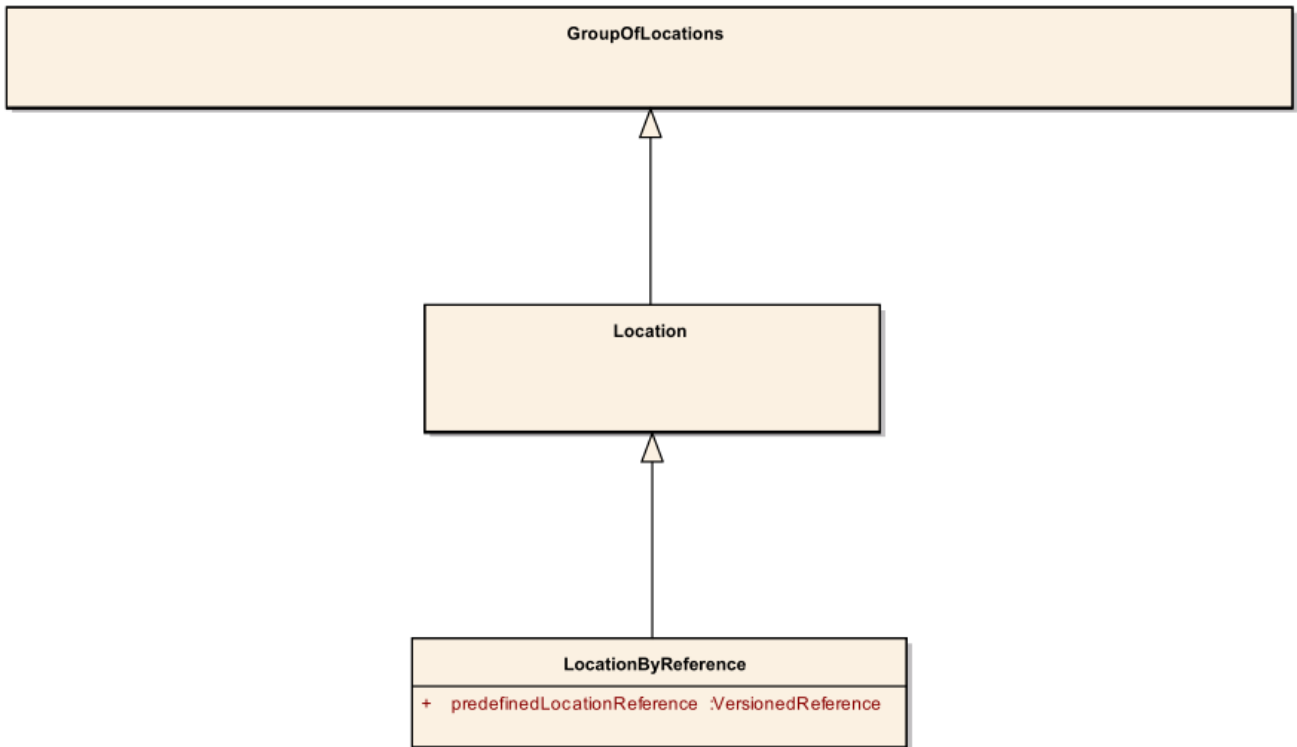 GroupOfLocations
Location
LocationByReference
+ predefinedLocationReference :VersionedReference